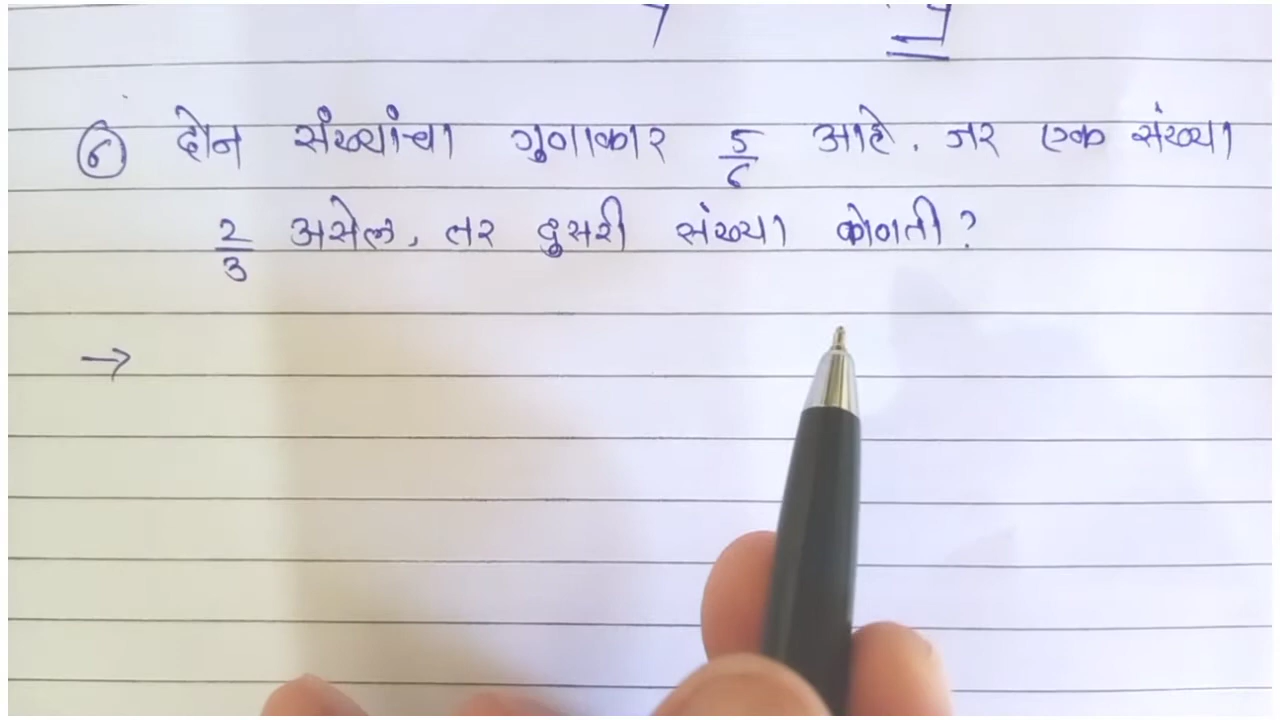 ⑥ दोन संख्यांचा गुणाकार 5/6 आहे. जर एक संख्या
2/3 असेल, तर दुसरी संख्या कोणती?
→